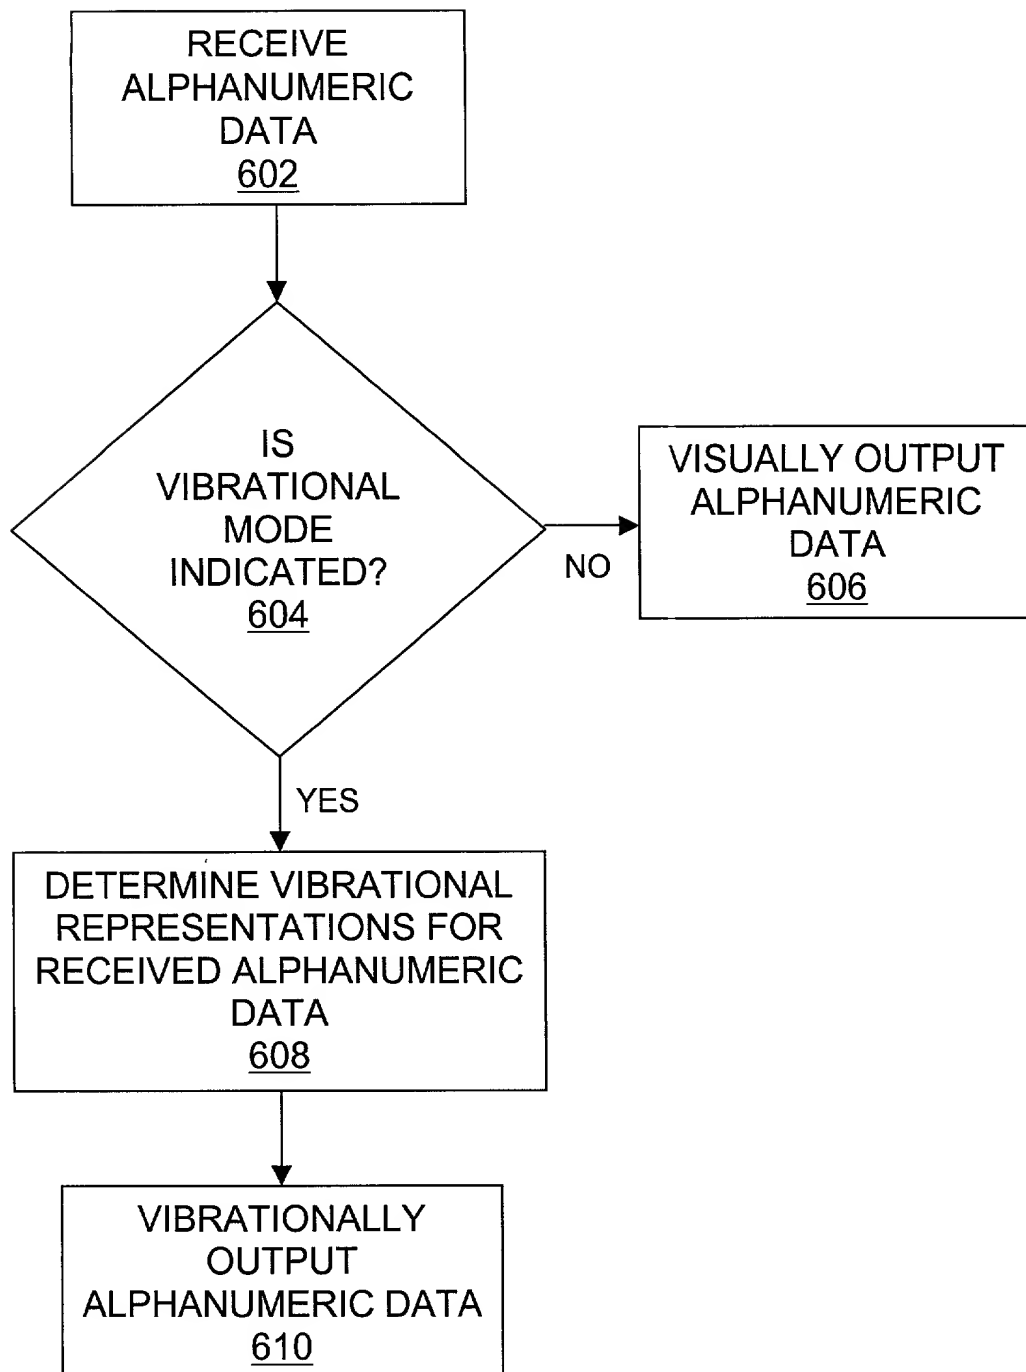 RECEIVE
ALPHANUMERIC
DATA
602
IS
VIBRATIONAL
MODE
INDICATED?
604
NO
VISUALLY OUTPUT
ALPHANUMERIC
DATA
606
YES
DETERMINE VIBRATIONAL
REPRESENTATIONS FOR
RECEIVED ALPHANUMERIC
DATA
608
VIBRATIONALLY
OUTPUT
ALPHANUMERIC DATA
610